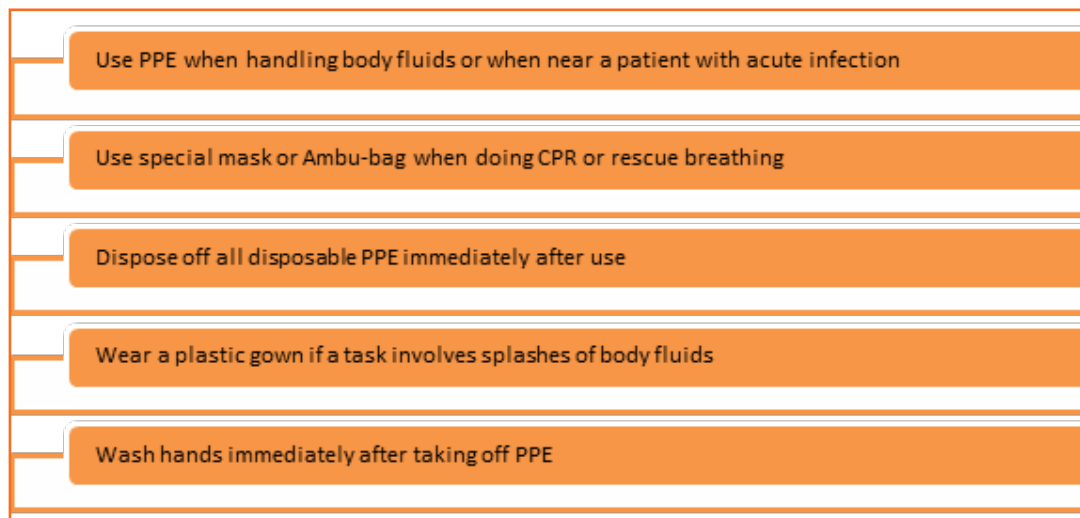 Use PPE when handling body fluids or when near a patient with acute infection
Use special mask or Ambu-bag when doing CPR or rescue breathing
Dispose off all disposable PPE immediately after use
Wear a plastic gown if a task involves splashes of body fluids
Wash hands immediately after taking off PPE